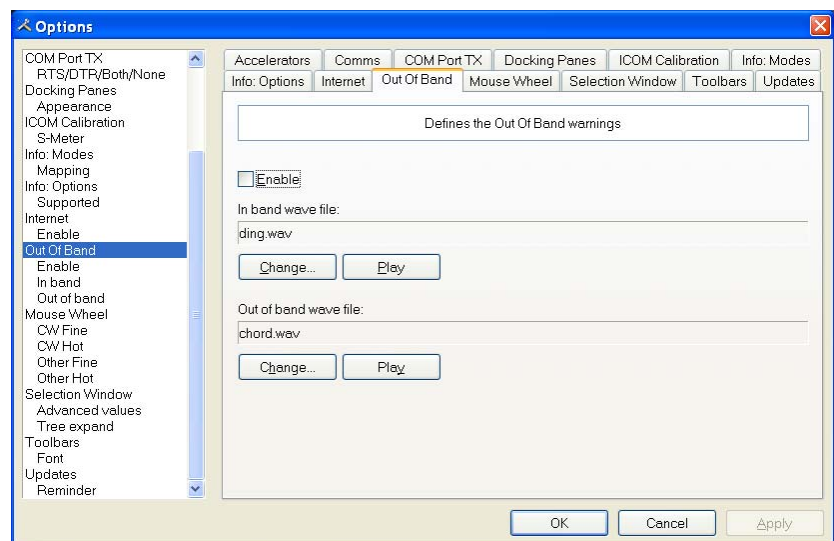 Options
COM Port TX
RTS/DTR/Both/None
Docking Panes
Appearance
ICOM Calibration
S-Meter
Info: Modes
Mapping
Info: Options
Supported
Internet
Enable
Out Of Band
Enable
In band
Out of band
Mouse Wheel
CW Fine
CW Hot
Other Fine
Other Hot
Selection Window
Advanced values
Tree expand
Toolbars
Font
Updates
Reminder
Accelerators Comms COM Port TX Docking Panes ICOM Calibration Info: Modes
Info: Options Internet Out Of Band Mouse Wheel Selection Window Toolbars Updates
Defines the Out Of Band warnings
Enable
In band wave file:
ding.wav
Change... Play
Out of band wave file:
chord.wav
Change... Play
OK Cancel Apply